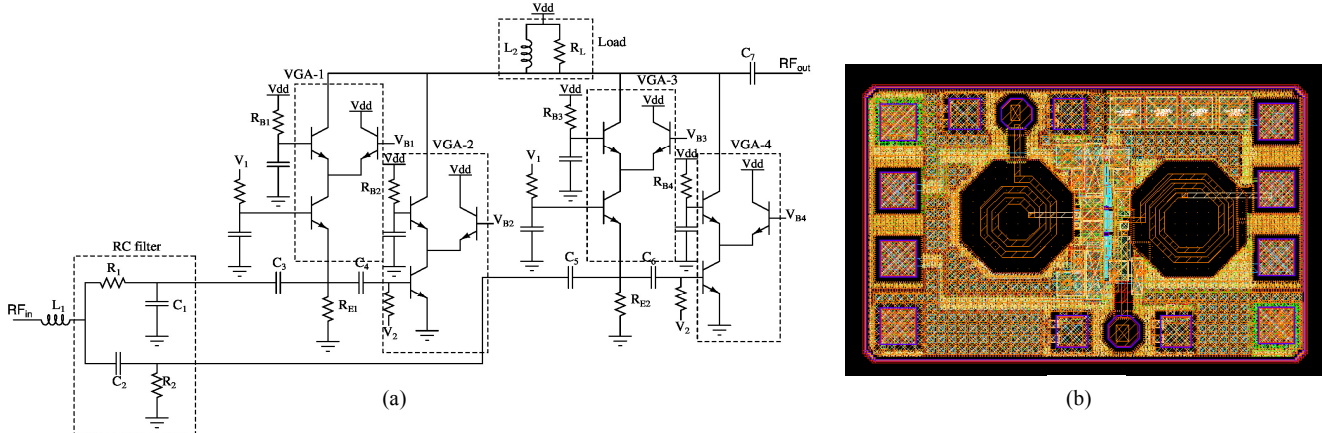 Vdd
L2 RL Load
C7 RFout
VGA-1
Vdd
RB1
Vdd
VB1
V1
VGA-2
Vdd
RB2
Vdd
VB2
VGA-3
Vdd
RB3
Vdd
VB3
V1
VGA-4
Vdd
RB4
Vdd
VB4
RC filter
R1
C1
C3 C4
RE1
V2
C5 C6
RE2
V2
RFin L1
C2 R2
(a) (b)